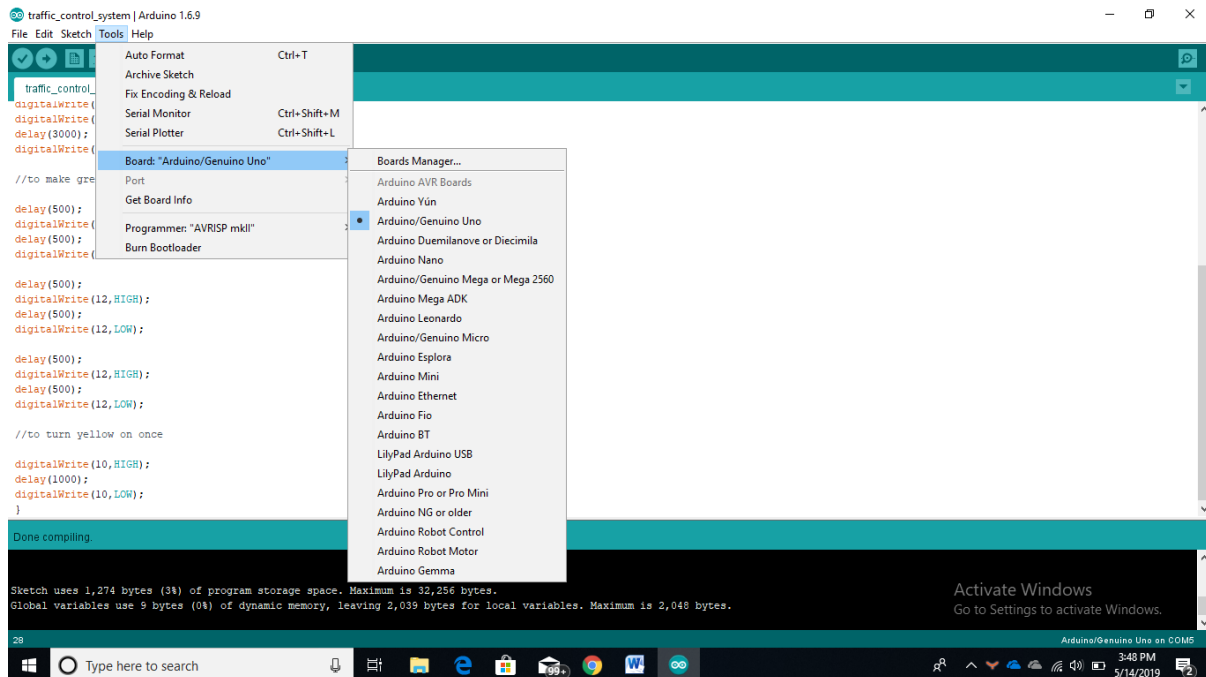 traffic_control_system | Arduino 1.6.9
File Edit Sketch Tools Help
traffic_control_
Auto Format Ctrl+T
Archive Sketch
Fix Encoding & Reload
Serial Monitor Ctrl+Shift+M
Serial Plotter Ctrl+Shift+L
Board: "Arduino/Genuino Uno"
Port
Get Board Info
Programmer: "AVRISP mkII"
Burn Bootloader
Boards Manager...
Arduino AVR Boards
Arduino Yún
Arduino/Genuino Uno
Arduino Duemilanove or Diecimila
Arduino Nano
Arduino/Genuino Mega or Mega 2560
Arduino Mega ADK
Arduino Leonardo
Arduino/Genuino Micro
Arduino Esplora
Arduino Mini
Arduino Ethernet
Arduino Fio
Arduino BT
LilyPad Arduino USB
LilyPad Arduino
Arduino Pro or Pro Mini
Arduino NG or older
Arduino Robot Control
Arduino Robot Motor
Arduino Gemma
digitalWrite(
digitalWrite(
delay(3000);
digitalWrite(
//to make gre
delay(500);
digitalWrite(
delay(500);
digitalWrite(
delay(500);
digitalWrite(12,HIGH);
delay(500);
digitalWrite(12,LOW);
delay(500);
digitalWrite(12,HIGH);
delay(500);
digitalWrite(12,LOW);
//to turn yellow on once
digitalWrite(10,HIGH);
delay(1000);
digitalWrite(10,LOW);
}
Done compiling.
Sketch uses 1,274 bytes (3%) of program storage space. Maximum is 32,256 bytes.
Global variables use 9 bytes (0%) of dynamic memory, leaving 2,039 bytes for local variables. Maximum is 2,048 bytes.
Activate Windows
Go to Settings to activate Windows.
28
Arduino/Genuino Uno on COM5
Type here to search
99+
3:48 PM
5/14/2019
2